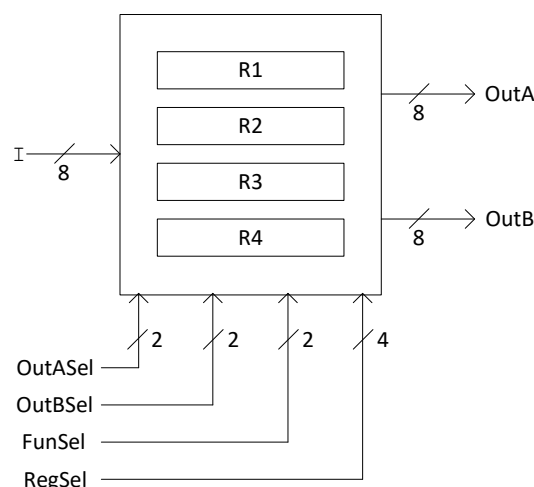 R1
OutA
8
R2
I
8
R3
OutB
8
R4
2
2
2
4
OutASel
OutBSel
FunSel
RegSel